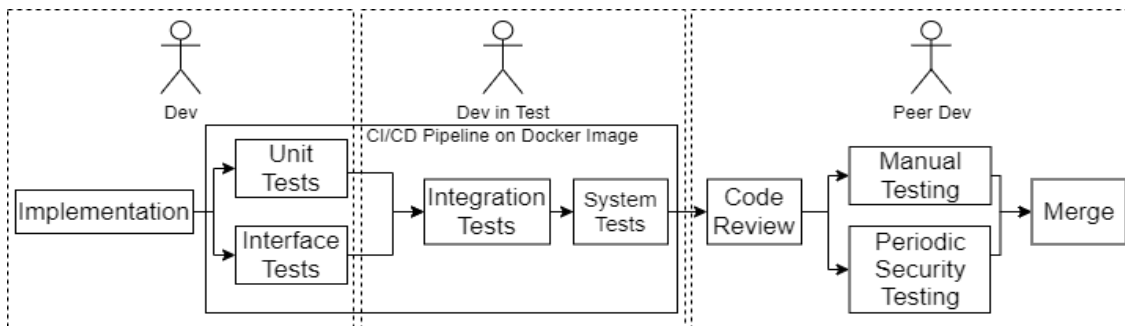 Dev
Dev in Test
Peer Dev
CI/CD Pipeline on Docker Image
Implementation
Unit
Tests
Interface
Tests
Integration
Tests
System
Tests
Code
Review
Manual
Testing
Periodic
Security
Testing
Merge